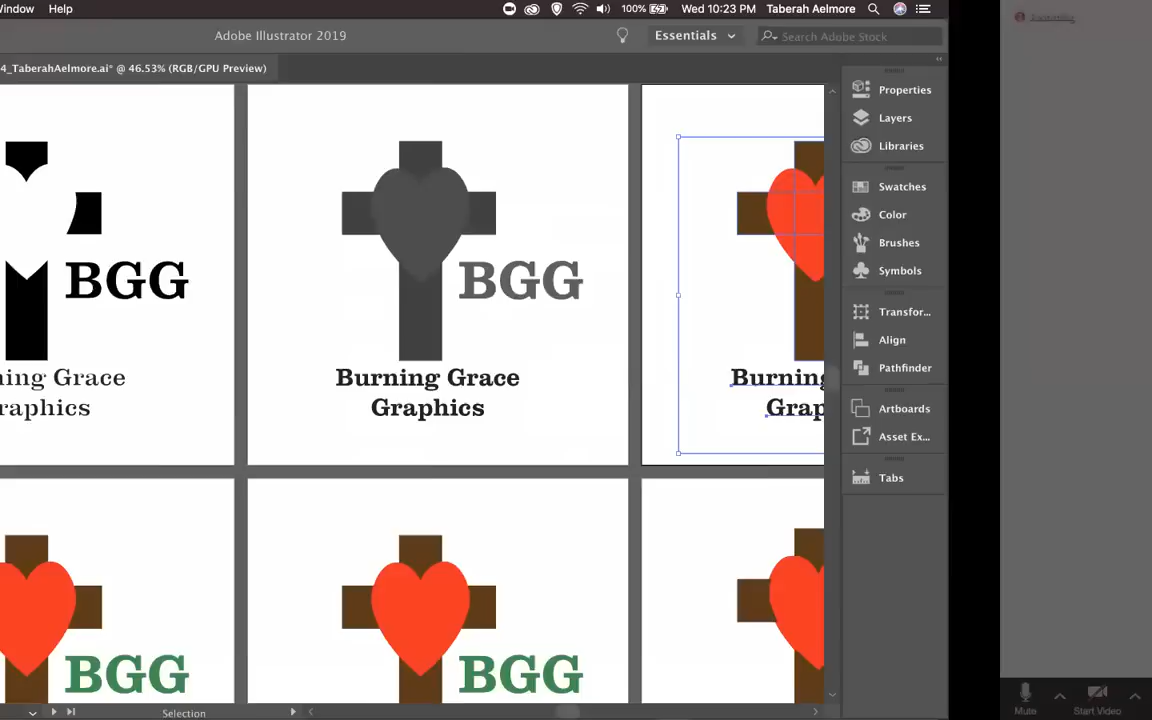 Window Help 100% Wed 10:23 PM Taberah Aelmore
Adobe Illustrator 2019 Essentials Search Adobe Stock
4_TaberahAelmore.ai* @ 46.53% (RGB/GPU Preview)
Properties
Layers
Libraries
Swatches
Color
Brushes
Symbols
Transfor...
Align
Pathfinder
Artboards
Asset Ex...
Tabs
BGG
ning Grace
raphics
BGG
Burning Grace
Graphics
Burning
Grap
BGG
BGG
Selection
Mute Start Video